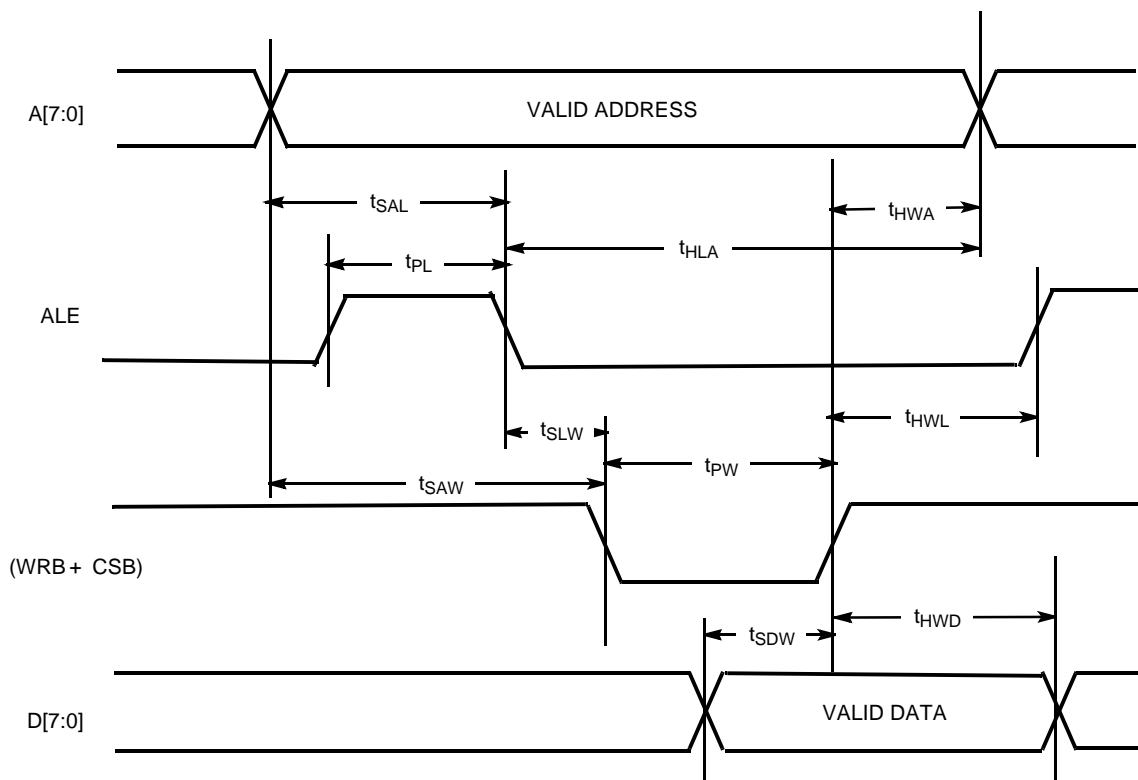 A[7:0]
VALID ADDRESS
tSAL
tHWA
tHLA
tPL
ALE
tHWL
tSLW
tPW
tSAW
(WRB + CSB)
tHWD
tSDW
D[7:0]
VALID DATA